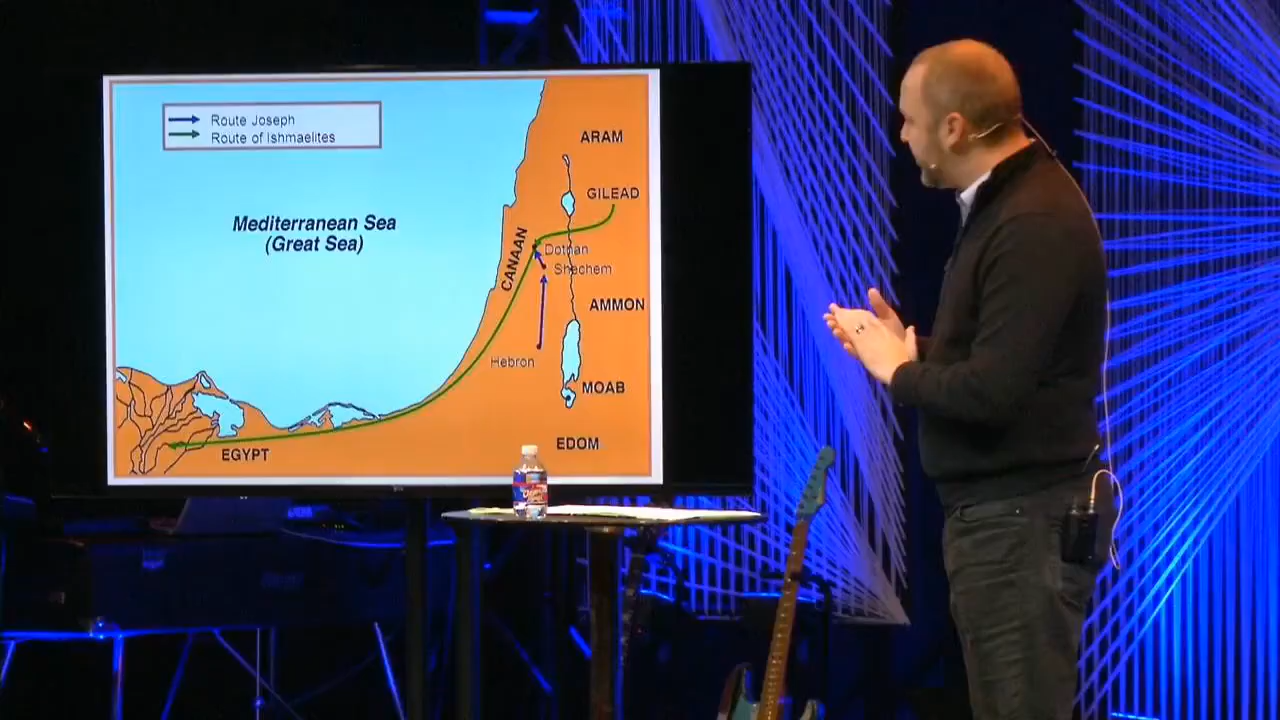 Route Joseph
Route of Ishmaelites
ARAM
GILEAD
Mediterranean Sea
(Great Sea)
CANAAN
Dothan
Shechem
AMMON
Hebron
MOAB
EDOM
EGYPT